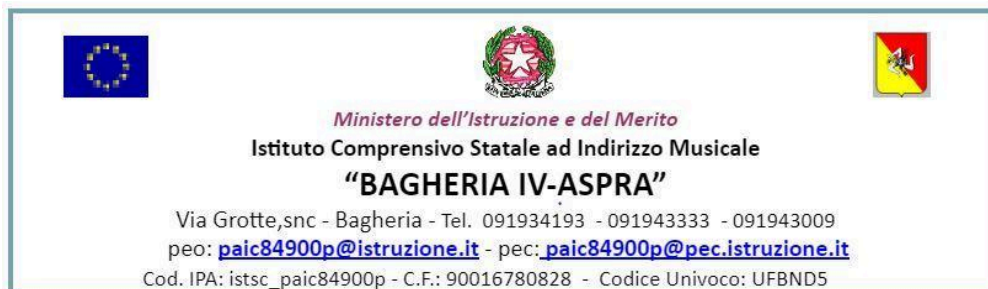 Ministero dell'Istruzione e del Merito
Istituto Comprensivo Statale ad Indirizzo Musicale
"BAGHERIA IV-ASPRA"
Via Grotte,snc - Bagheria - Tel. 091934193 - 091943333 - 091943009
peo: paic84900p@istruzione.it - pec: paic84900p@pec.istruzione.it
Cod. IPA: istsc_paic84900p - C.F.: 90016780828 - Codice Univoco: UFBND5